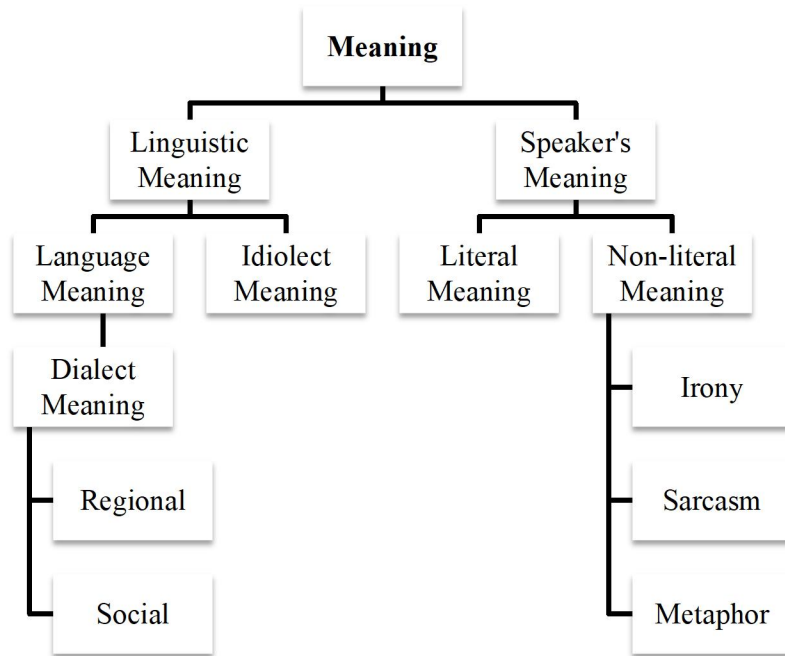 Meaning
Linguistic
Meaning
Speaker's
Meaning
Language
Meaning
Idiolect
Meaning
Literal
Meaning
Non-literal
Meaning
Dialect
Meaning
Regional
Social
Irony
Sarcasm
Metaphor